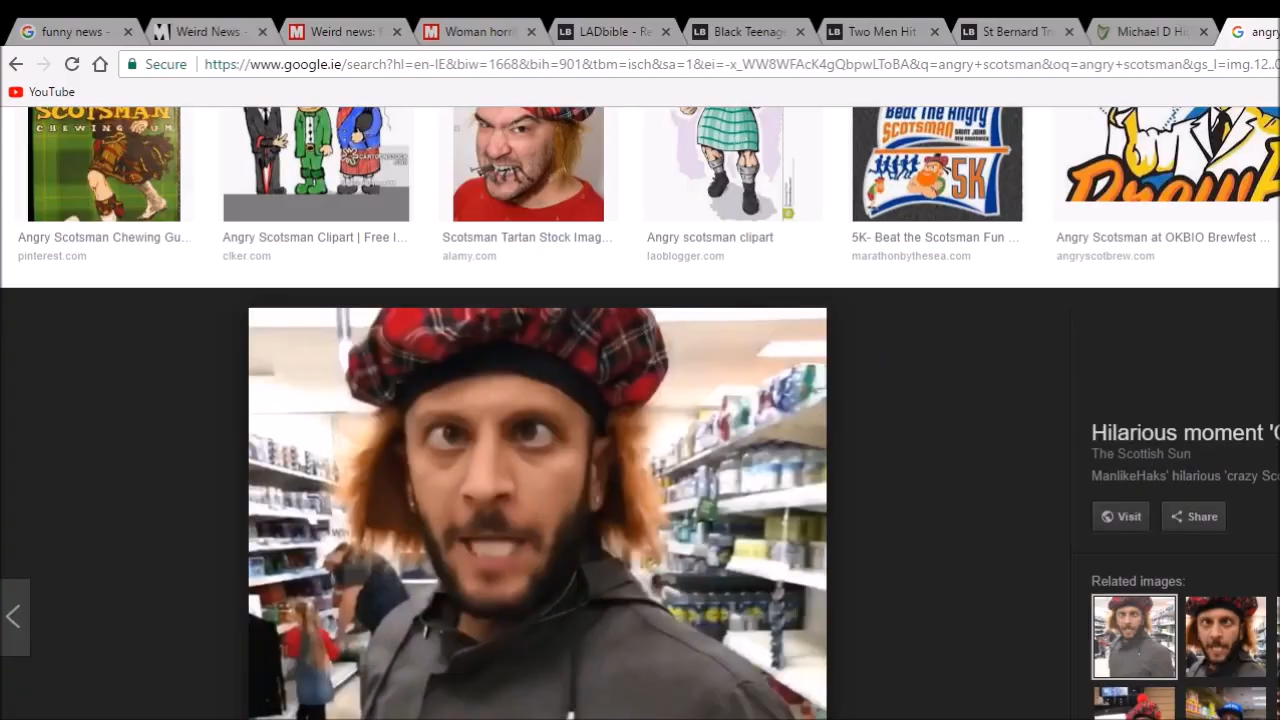 funny news -
Weird News -
Weird news: f
Woman horri
LADbible - Re
Black Teenage
Two Men Hit
St Bernard Tr
Michael D Hi
angry
Secure
https://www.google.ie/search?hl=en-IE&biw=1668&bih=901&tbm=isch&sa=1&ei=-x_WW8WFAcK4gQbpwLToBA&q=angry+scotsman&oq=angry+scotsman&gs_l=img.12..0
YouTube
SCOTSMAN
CHEWING GUM
CARTOONSTOCK
Beat The Angry
SCOTSMAN
SAINT JOHN
5K
Angry Scotsman Chewing Gu...
pinterest.com
Angry Scotsman Clipart | Free I...
clker.com
Scotsman Tartan Stock Imag...
alamy.com
Angry scotsman clipart
laoblogger.com
5K- Beat the Scotsman Fun ...
marathonbythesea.com
Angry Scotsman at OKBIO Brewfest ...
angryscotbrew.com
Hilarious moment 'C
The Scottish Sun
ManlikeHaks' hilarious 'crazy Sc
Visit
Share
Related images: